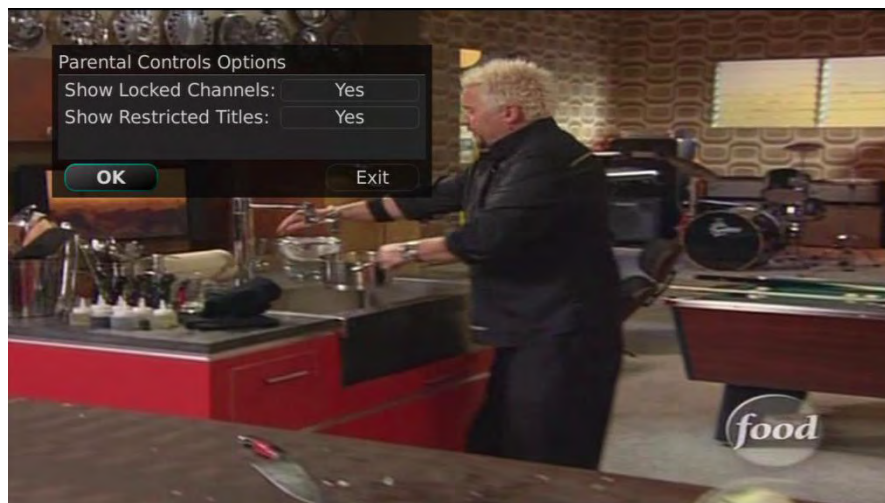 Parental Controls Options
Show Locked Channels: Yes
Show Restricted Titles: Yes
OK Exit
food